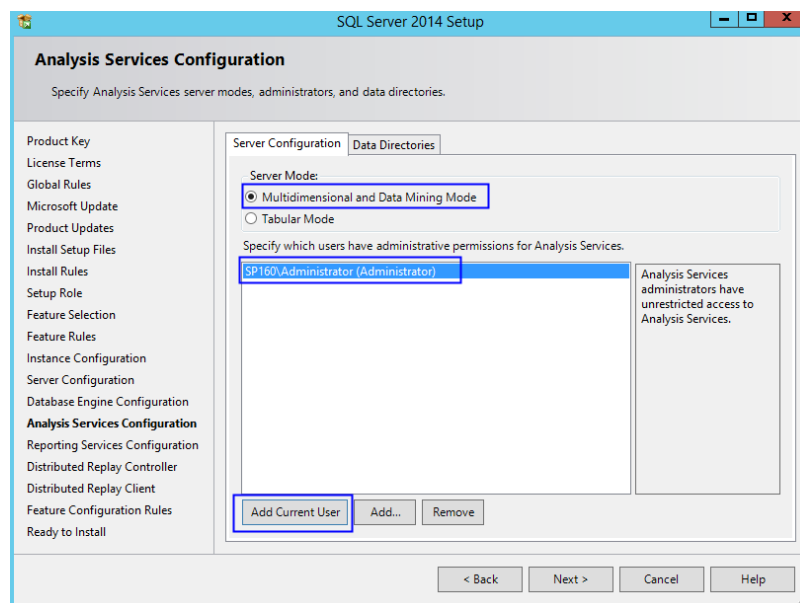 SQL Server 2014 Setup
Analysis Services Configuration
Specify Analysis Services server modes, administrators, and data directories.
Product Key
License Terms
Global Rules
Microsoft Update
Product Updates
Install Setup Files
Install Rules
Setup Role
Feature Selection
Feature Rules
Instance Configuration
Server Configuration
Database Engine Configuration
Analysis Services Configuration
Reporting Services Configuration
Distributed Replay Controller
Distributed Replay Client
Feature Configuration Rules
Ready to Install
Server Configuration
Data Directories
Server Mode:
Multidimensional and Data Mining Mode
Tabular Mode
Specify which users have administrative permissions for Analysis Services.
SP160\Administrator (Administrator)
Analysis Services
administrators have
unrestricted access to
Analysis Services.
Add Current User
Add...
Remove
< Back
Next >
Cancel
Help